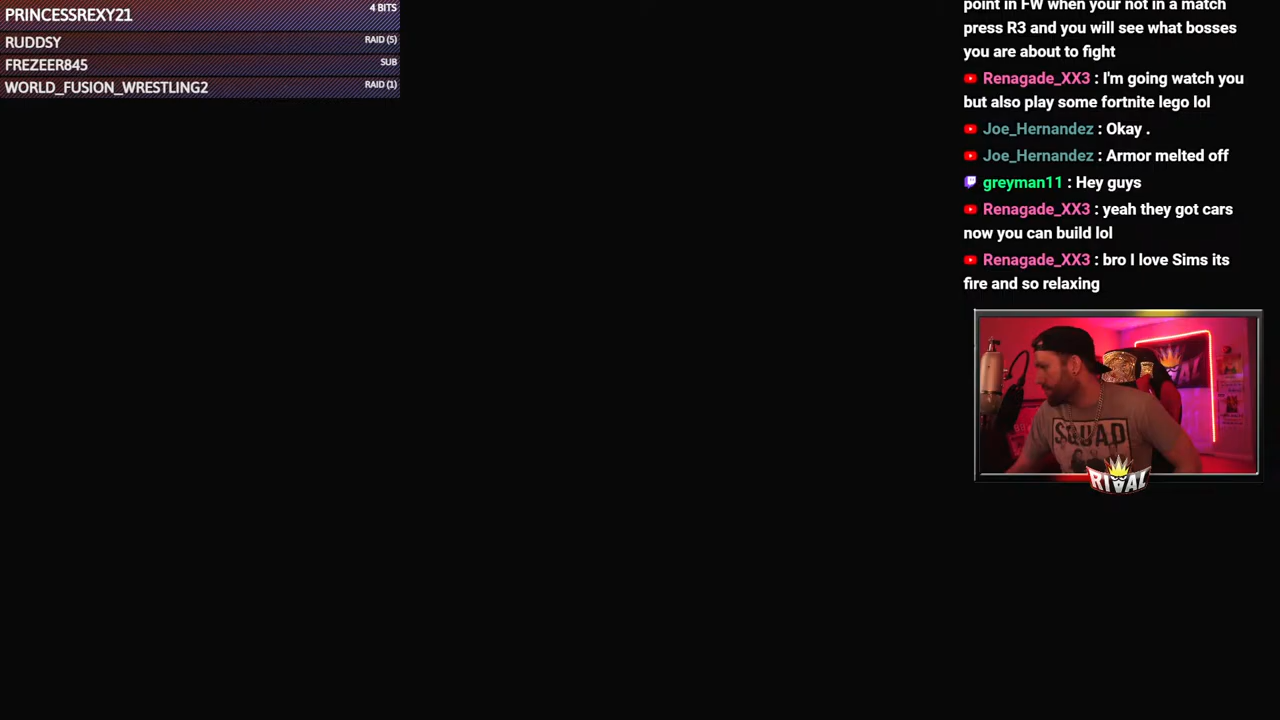 PRINCESSREXY21 4 BITS
RUDDSY RAID (5)
FREZEER845 SUB
WORLD_FUSION_WRESTLING2 RAID (1)
point in FW when your not in a match
press R3 and you will see what bosses
you are about to fight
Renagade_XX3 : I'm going watch you
but also play some fortnite lego lol
Joe_Hernandez : Okay .
Joe_Hernandez : Armor melted off
greyman11 : Hey guys
Renagade_XX3 : yeah they got cars
now you can build lol
Renagade_XX3 : bro I love Sims its
fire and so relaxing
SQUAD
RIVAL